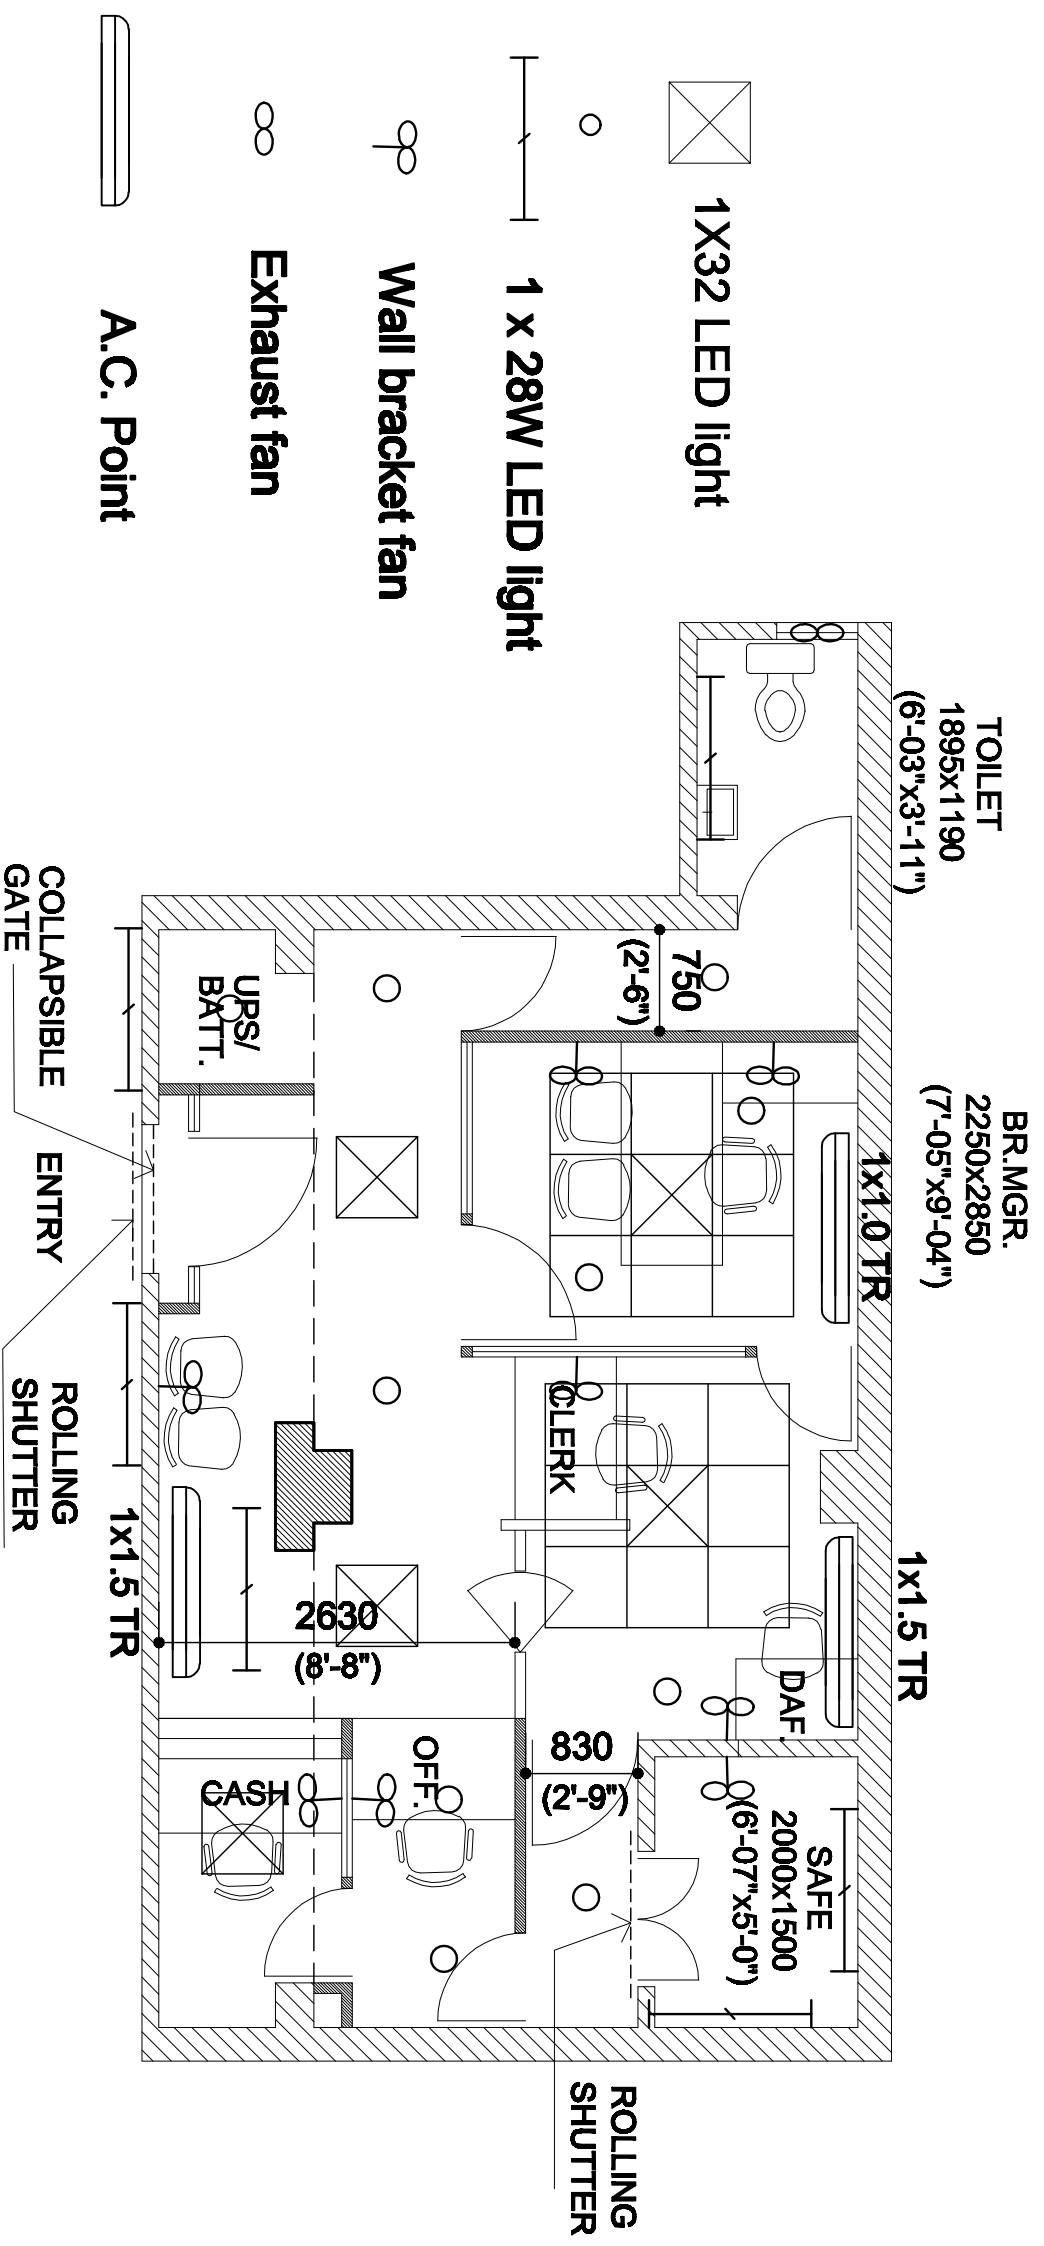 1X32 LED light
1 x 28W LED light
Wall bracket fan
Exhaust fan
A.C. Point
TOILET
1895x1190
(6'-03"x3'-11")
BR.MGR.
2250x2850
(7'-05"x9'-04")
1x1.0 TR
1x1.5 TR
750
(2'-6")
UPS/
BATT.
CLERK
DAF.
SAFE
2000x1500
(6'-07"x5'-0")
830
(2'-9")
OFF.
CASH
2630
(8'-8")
1x1.5 TR
COLLAPSIBLE
GATE
ENTRY
ROLLING
SHUTTER
ROLLING
SHUTTER